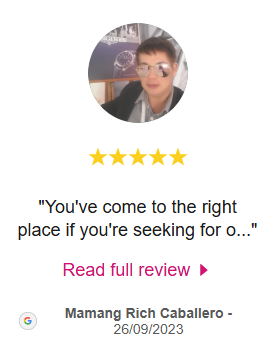 "You've come to the right
place if you're seeking for o..."
Read full review
Mamang Rich Caballero -
26/09/2023